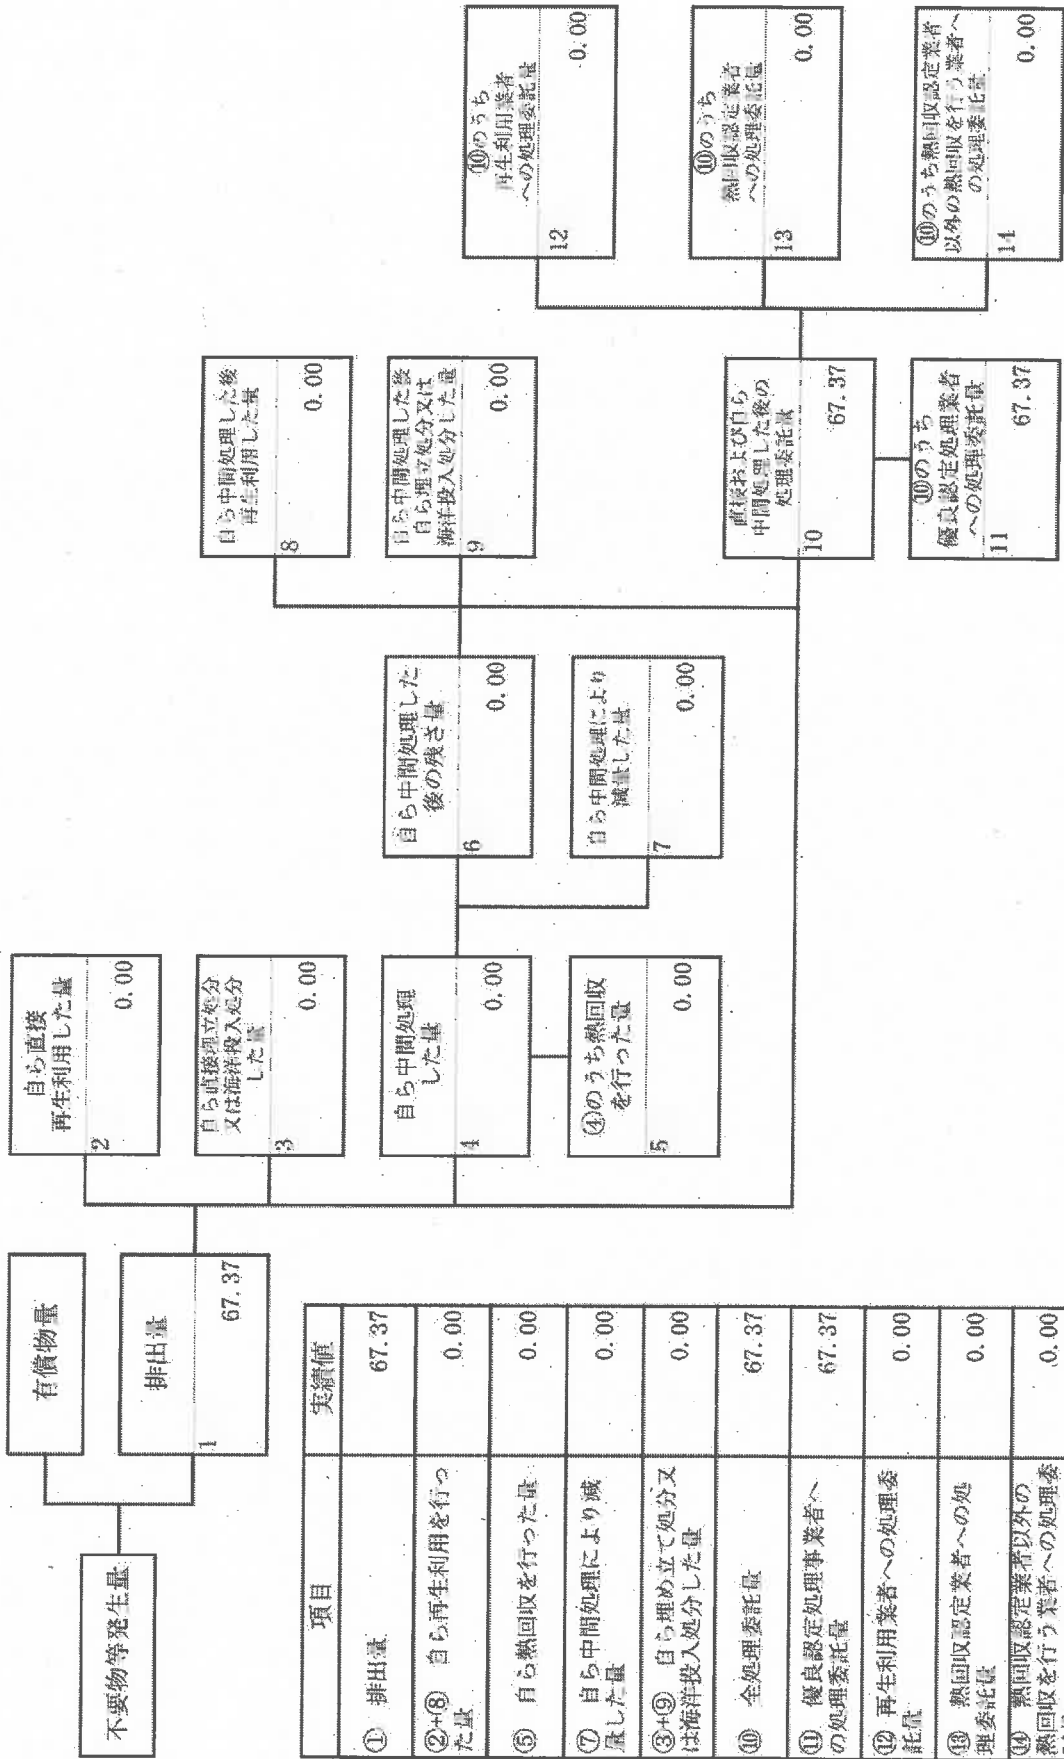 不要物等発生量
有償物量
排出量
1
67.37
自ら直接
再生利用した量
2
0.00
自ら直接埋立処分
又は海洋投入処分
した量
3
0.00
自ら中間処理
した量
4
0.00
④のうち熱回収
を行った量
5
0.00
自ら中間処理した
後の残さ量
6
0.00
自ら中間処理により
減量した量
7
0.00
自ら中間処理した後
再生利用した量
8
0.00
自ら中間処理した後
自ら埋立処分又は
海洋投入処分した量
9
0.00
直接および自ら
中間処理した後の
処理委託量
10
67.37
⑩のうち
優良認定処理業者
への処理委託量
11
67.37
⑩のうち
再生利用業者
への処理委託量
12
0.00
⑩のうち
熱回収認定業者
への処理委託量
13
0.00
⑩のうち熱回収認定業者
以外の熱回収を行う業者へ
の処理委託量
14
0.00
項目
実績値
① 排出量
67.37
②+⑧ 自ら再生利用を行っ
た量
0.00
⑤ 自ら熱回収を行った量
0.00
⑦ 自ら中間処理により減
量した量
0.00
③+⑨ 自ら埋め立て処分又
は海洋投入処分した量
0.00
⑩ 全処理委託量
67.37
⑪ 優良認定処理事業者へ
の処理委託量
67.37
⑫ 再生利用業者への処理委
託量
0.00
⑬ 熱回収認定業者への処
理委託量
0.00
⑭ 熱回収認定業者以外の
熱回収を行う業者への処理委
0.00